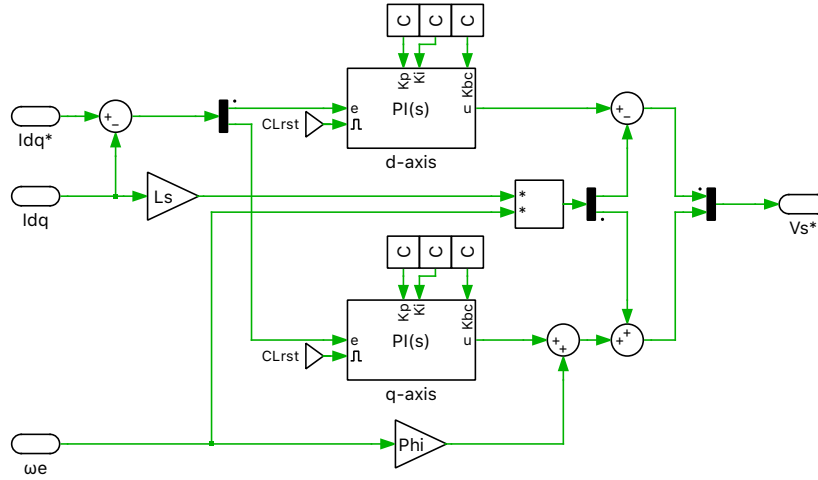 C C C
Kp Ki Kbc
e PI(s) u
d-axis
CLrst
+ −
+ −
Idq*
Idq
Ls
*
*
Vs*
C C C
Kp Ki Kbc
e PI(s) u
q-axis
CLrst
+ +
+ +
Phi
ωe